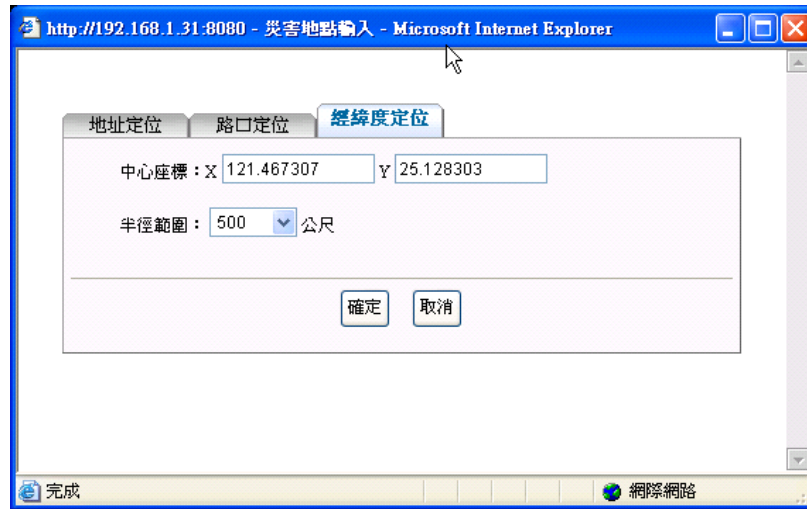 http://192.168.1.31:8080 - 災害地點輸入 - Microsoft Internet Explorer
地址定位 路口定位 經緯度定位
中心座標：X 121.467307 Y 25.128303
半徑範圍： 500 公尺
確定 取消
完成 網際網路